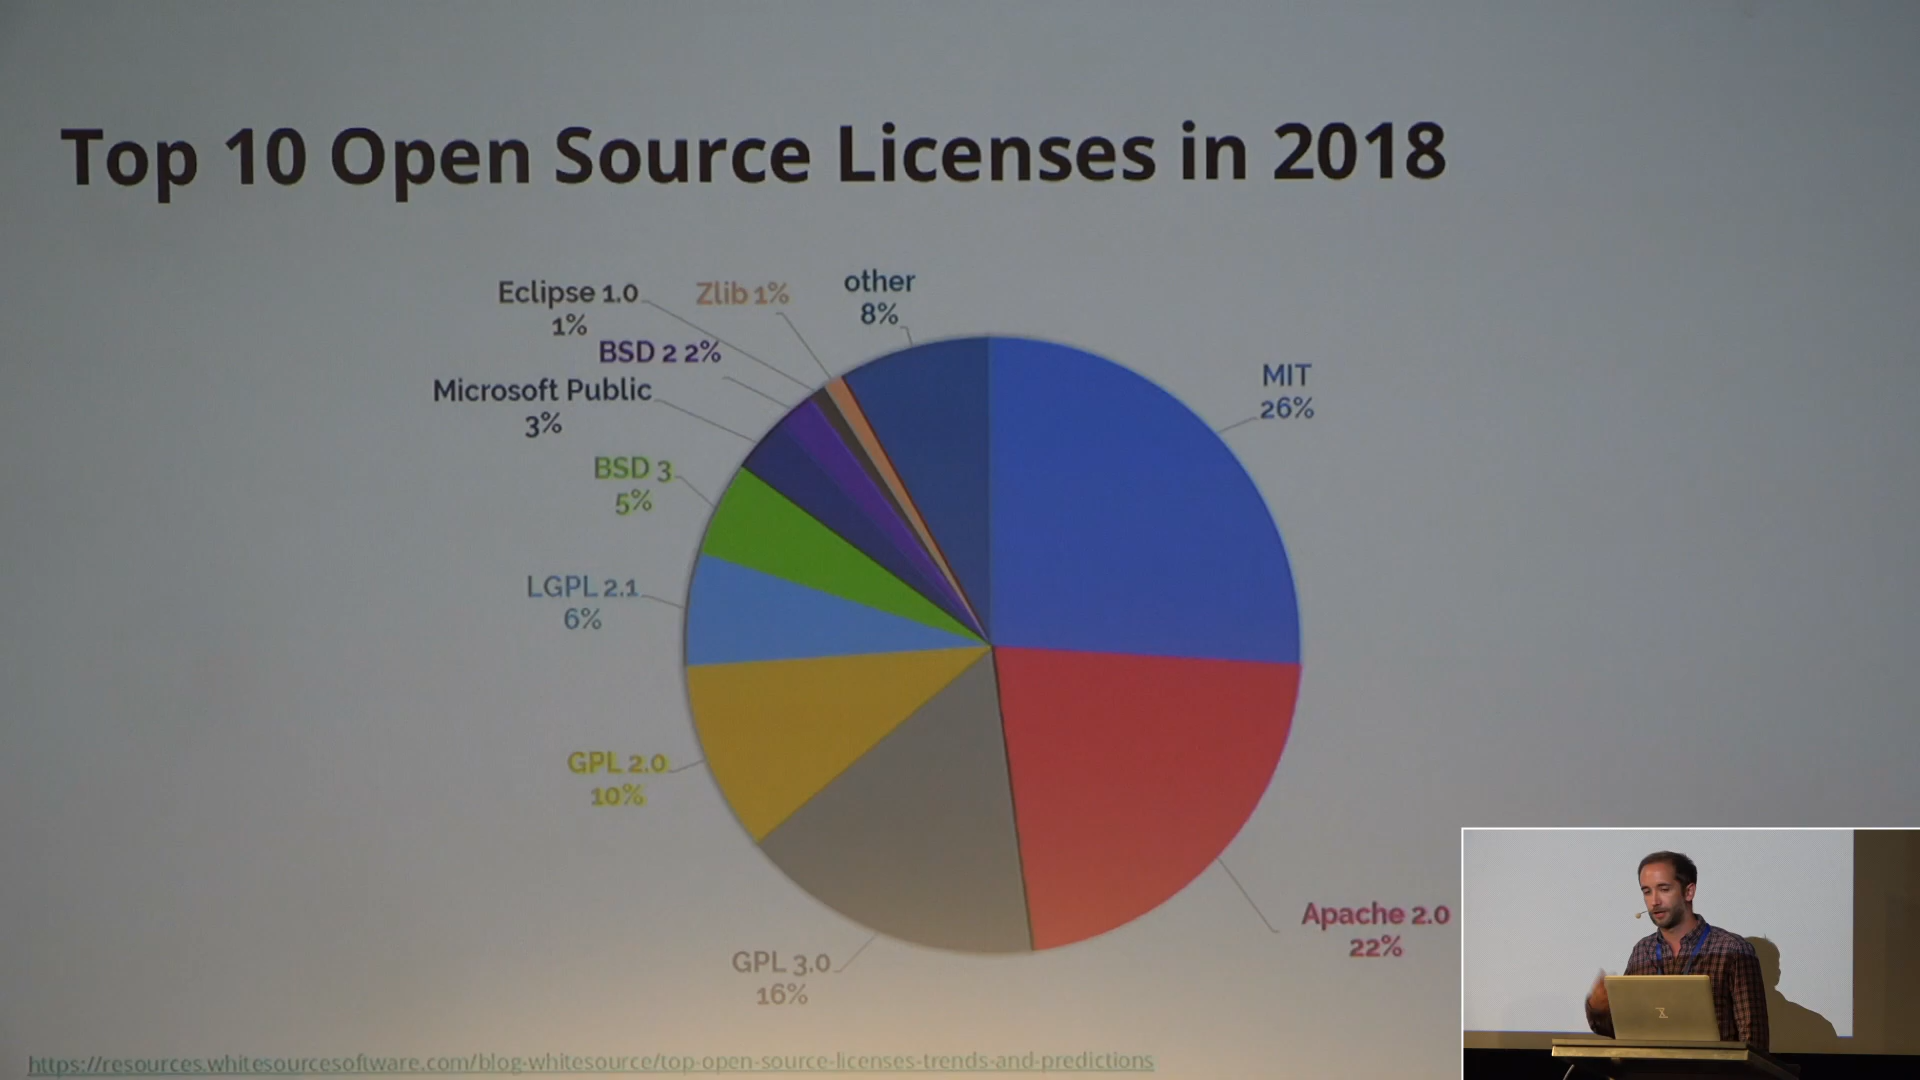 Top 10 Open Source Licenses in 2018
other
8%
Zlib 1%
Eclipse 1.0
1%
BSD 2 2%
Microsoft Public
3%
BSD 3
5%
LGPL 2.1
6%
GPL 2.0
10%
GPL 3.0
16%
MIT
26%
Apache 2.0
22%
https://resources.whitesourcesoftware.com/blog-whitesource/top-open-source-licenses-trends-and-predictions